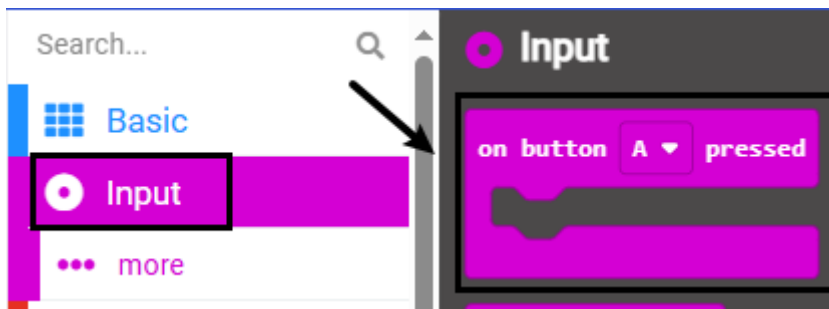 Search...
Basic
Input
more
Input
on button A pressed